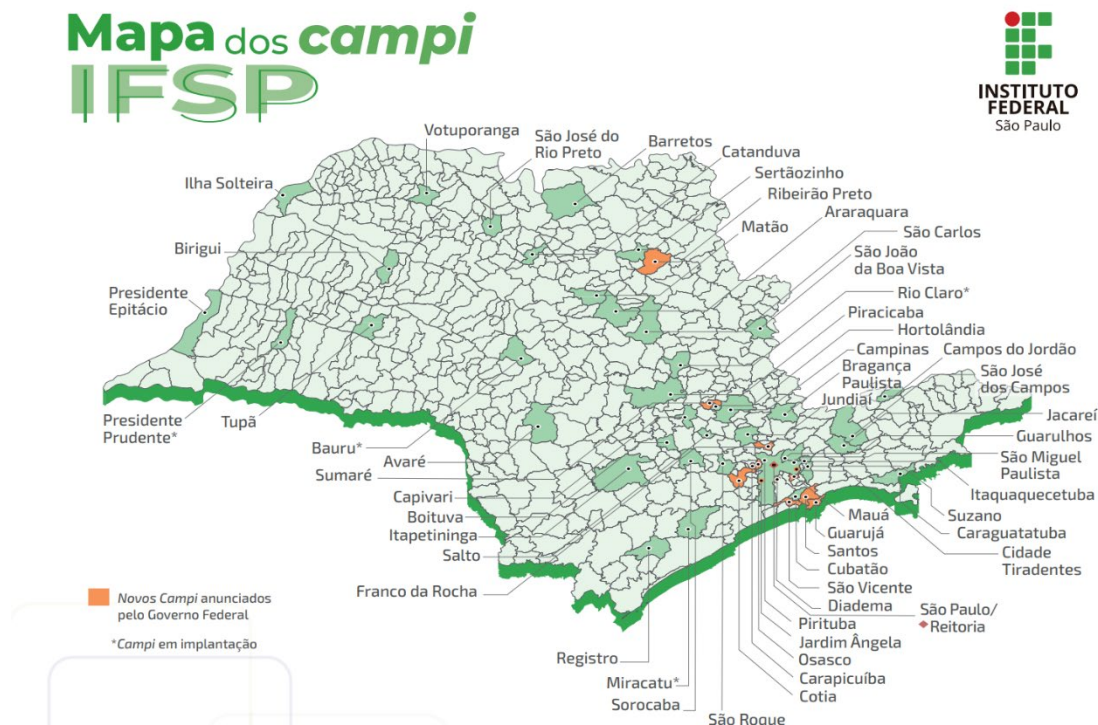 Mapa dos campi
IFSP
INSTITUTO
FEDERAL
São Paulo
Votuporanga
São José do
Rio Preto
Barretos
Catanduva
Sertãozinho
Ribeirão Preto
Araraquara
Matão
São Carlos
São João
da Boa Vista
Rio Claro*
Piracicaba
Hortolândia
Campinas
Campos do Jordão
Bragança
Paulista
Jundiaí
São José
dos Campos
Jacareí
Guarulhos
São Miguel
Paulista
Itaquaquecetuba
Suzano
Caraguatatuba
Cidade
Tiradentes
Ilha Solteira
Birigui
Presidente
Epitácio
Presidente
Prudente*
Tupã
Bauru*
Avaré
Sumaré
Capivari
Boituva
Itapetininga
Salto
Franco da Rocha
Mauá
Guarujá
Santos
Cubatão
São Vicente
Diadema
São Paulo/
Reitoria
Pirituba
Jardim Ângela
Osasco
Carapicuíba
Cotia
Registro
Miracatu*
Sorocaba
São Roque
Novos Campi anunciados
pelo Governo Federal
*Campi em implantação